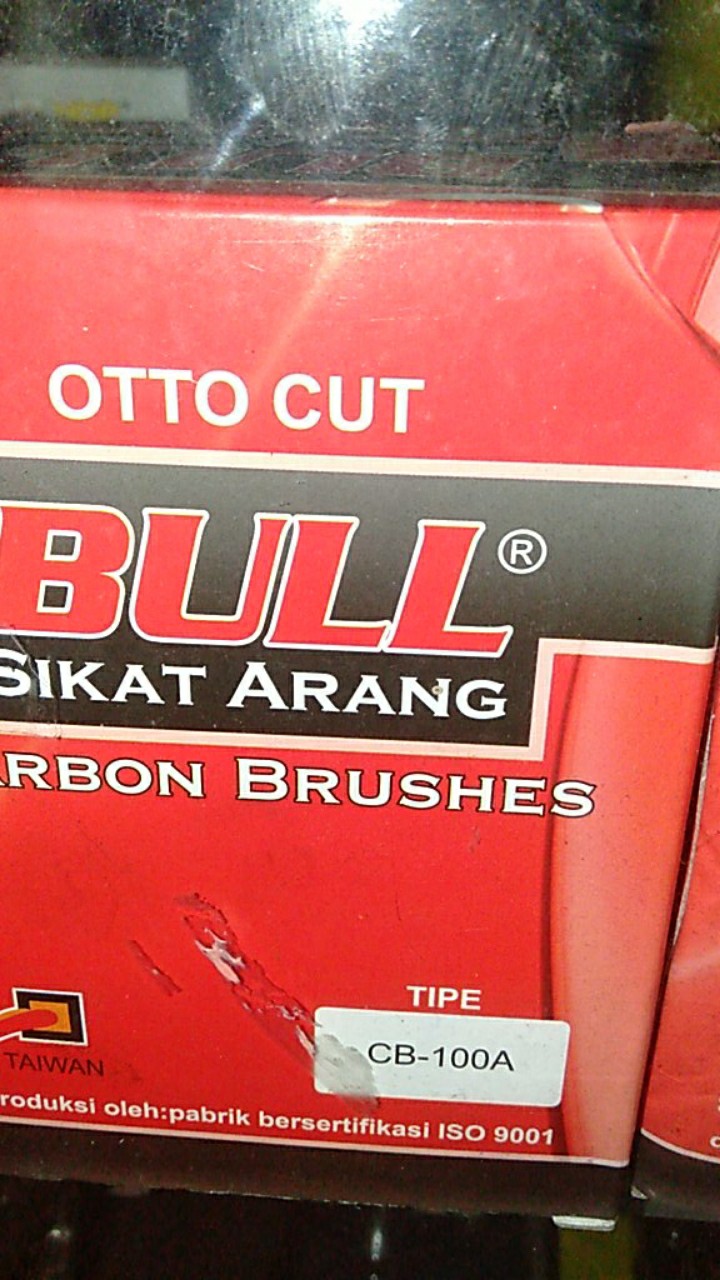 OTTO CUT
BULL®
SIKAT ARANG
ARBON BRUSHES
TIPE
CB-100A
TAIWAN
roduksi oleh:pabrik bersertifikasi ISO 9001